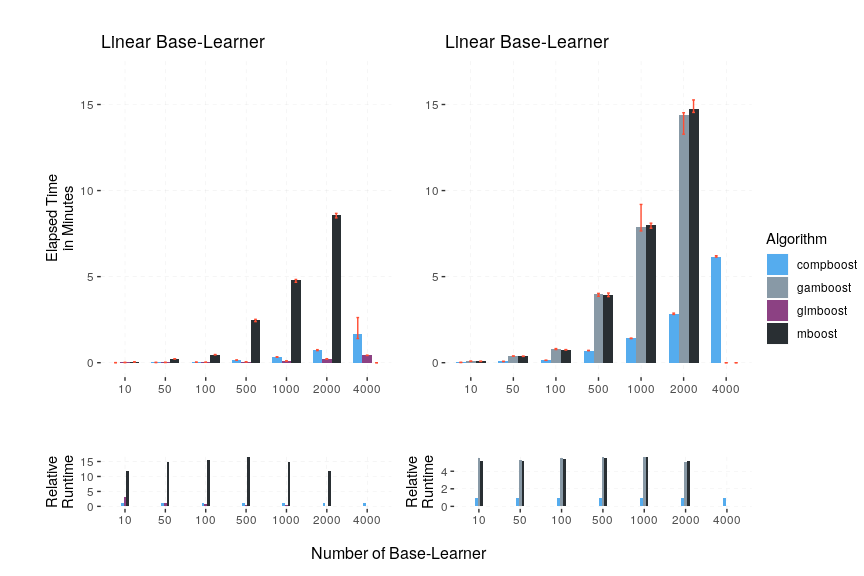 Linear Base-Learner
Linear Base-Learner
Elapsed Time
in Minutes
15
10
5
0
10 50 100 500 1000 2000 4000
15
10
5
0
10 50 100 500 1000 2000 4000
Algorithm
compboost
gamboost
glmboost
mboost
Relative
Runtime
15
10
5
0
10 50 100 500 1000 2000 4000
Relative
Runtime
4
2
0
10 50 100 500 1000 2000 4000
Number of Base-Learner